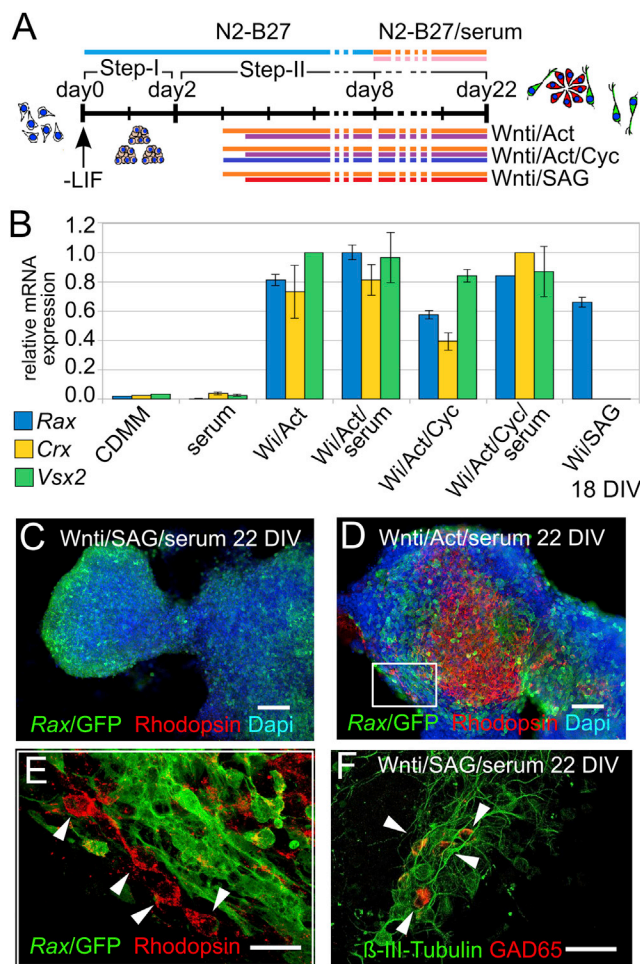 A
N2-B27
N2-B27/serum
Step-I
Step-II
day0
day2
day8
day22
-LIF
Wnti/Act
Wnti/Act/Cyc
Wnti/SAG
B
relative mRNA
expression
1.2
1.0
0.8
0.6
0.4
0.2
0.0
Rax
Crx
Vsx2
CDMM
serum
Wi/Act
Wi/Act/
serum
Wi/Act/Cyc
Wi/Act/Cyc/
serum
Wi/SAG
18 DIV
C
Wnti/SAG/serum 22 DIV
Rax/GFP Rhodopsin Dapi
D
Wnti/Act/serum 22 DIV
Rax/GFP Rhodopsin Dapi
E
Rax/GFP Rhodopsin
F
Wnti/SAG/serum 22 DIV
ß-III-Tubulin GAD65